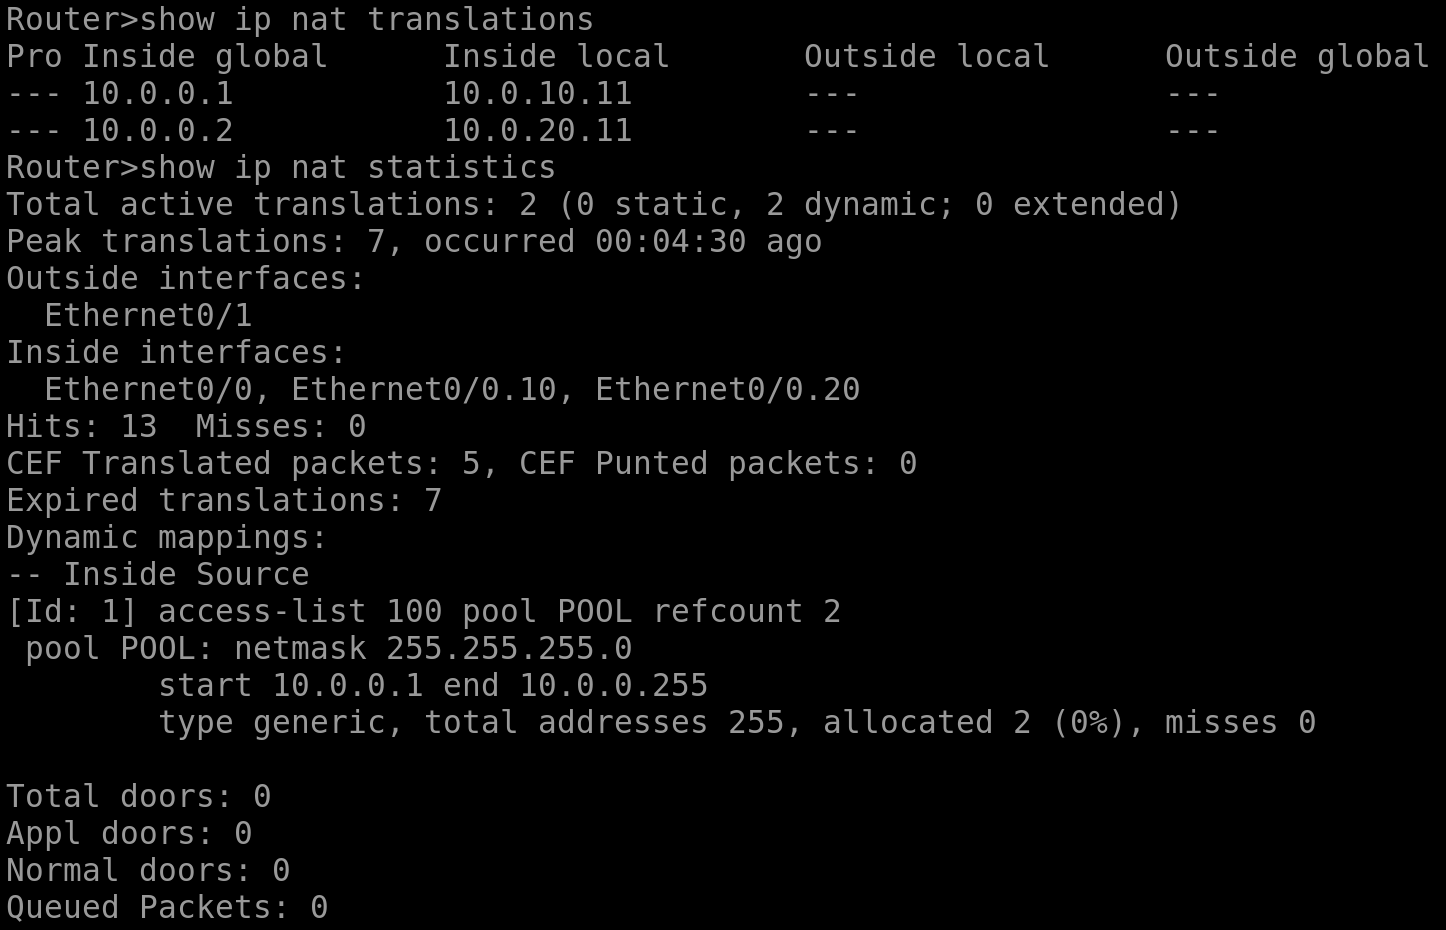 Router>show ip nat translations
Pro Inside global      Inside local       Outside local      Outside global
--- 10.0.0.1           10.0.10.11         ---                ---
--- 10.0.0.2           10.0.20.11         ---                ---
Router>show ip nat statistics
Total active translations: 2 (0 static, 2 dynamic; 0 extended)
Peak translations: 7, occurred 00:04:30 ago
Outside interfaces:
  Ethernet0/1
Inside interfaces:
  Ethernet0/0, Ethernet0/0.10, Ethernet0/0.20
Hits: 13  Misses: 0
CEF Translated packets: 5, CEF Punted packets: 0
Expired translations: 7
Dynamic mappings:
-- Inside Source
[Id: 1] access-list 100 pool POOL refcount 2
 pool POOL: netmask 255.255.255.0
        start 10.0.0.1 end 10.0.0.255
        type generic, total addresses 255, allocated 2 (0%), misses 0

Total doors: 0
Appl doors: 0
Normal doors: 0
Queued Packets: 0